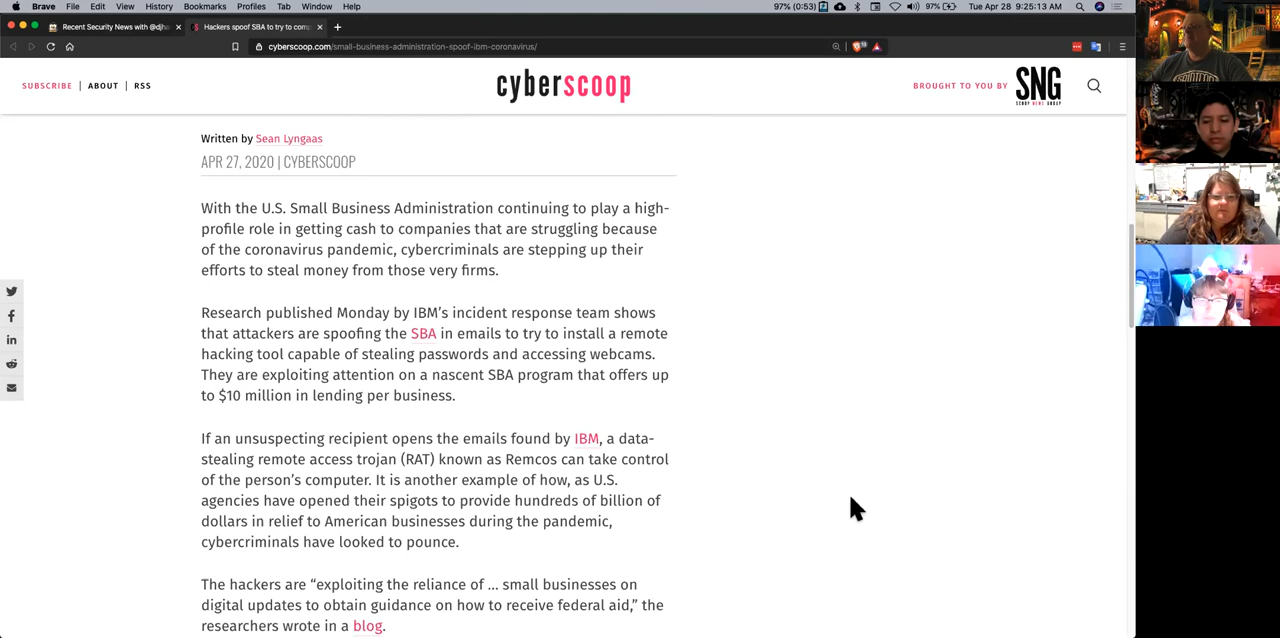 Brave File Edit View History Bookmarks Profiles Tab Window Help 97% (0:53) 97% Tue Apr 28 9:25:13 AM
Recent Security News with @djha Hackers spoof SBA to try to com
cyberscoop.com/small-business-administration-spoof-ibm-coronavirus/
SUBSCRIBE | ABOUT | RSS
cyberscoop
BROUGHT TO YOU BY SNG
SCOOP NEWS GROUP
Written by Sean Lyngaas
APR 27, 2020 | CYBERSCOOP
With the U.S. Small Business Administration continuing to play a high-
profile role in getting cash to companies that are struggling because
of the coronavirus pandemic, cybercriminals are stepping up their
efforts to steal money from those very firms.
Research published Monday by IBM’s incident response team shows
that attackers are spoofing the SBA in emails to try to install a remote
hacking tool capable of stealing passwords and accessing webcams.
They are exploiting attention on a nascent SBA program that offers up
to $10 million in lending per business.
If an unsuspecting recipient opens the emails found by IBM, a data-
stealing remote access trojan (RAT) known as Remcos can take control
of the person’s computer. It is another example of how, as U.S.
agencies have opened their spigots to provide hundreds of billion of
dollars in relief to American businesses during the pandemic,
cybercriminals have looked to pounce.
The hackers are “exploiting the reliance of … small businesses on
digital updates to obtain guidance on how to receive federal aid,” the
researchers wrote in a blog.